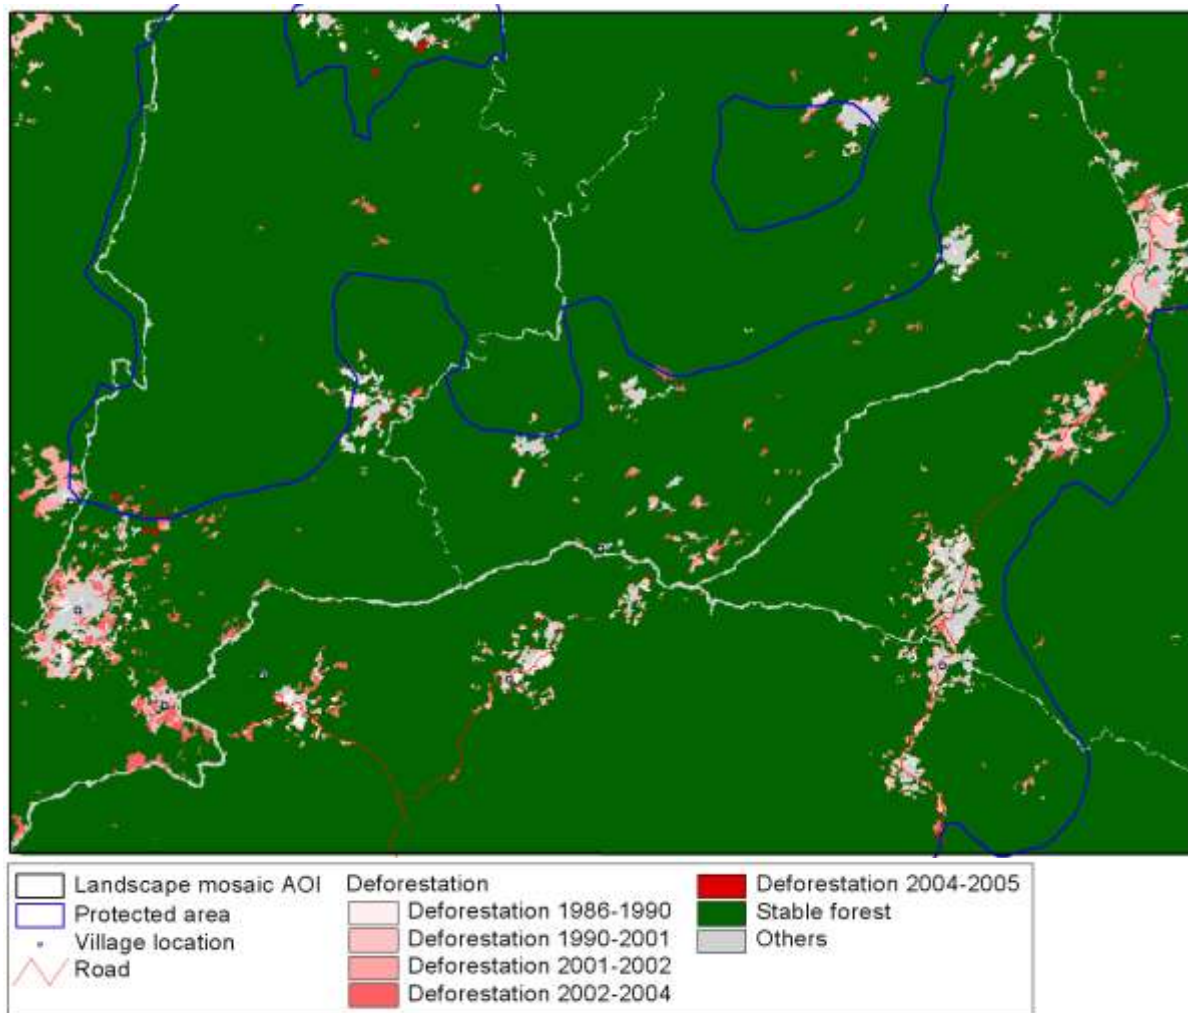 Landscape mosaic AOI
Protected area
Village location
Road
Deforestation
Deforestation 1986-1990
Deforestation 1990-2001
Deforestation 2001-2002
Deforestation 2002-2004
Deforestation 2004-2005
Stable forest
Others